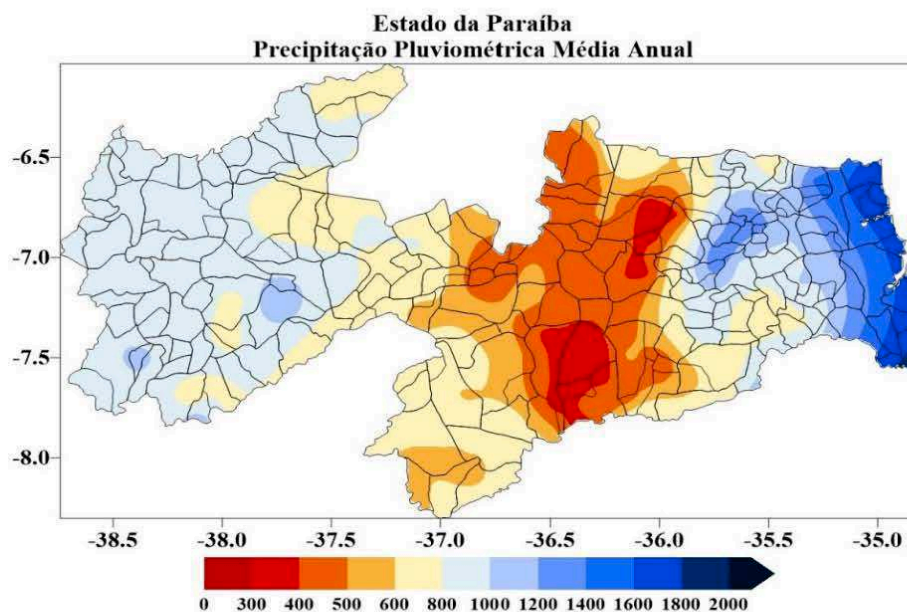 Estado da Paraíba
Precipitação Pluviométrica Média Anual
-6.5
-7.0
-7.5
-8.0
-38.5 -38.0 -37.5 -37.0 -36.5 -36.0 -35.5 -35.0
0 300 400 500 600 800 1000 1200 1400 1600 1800 2000